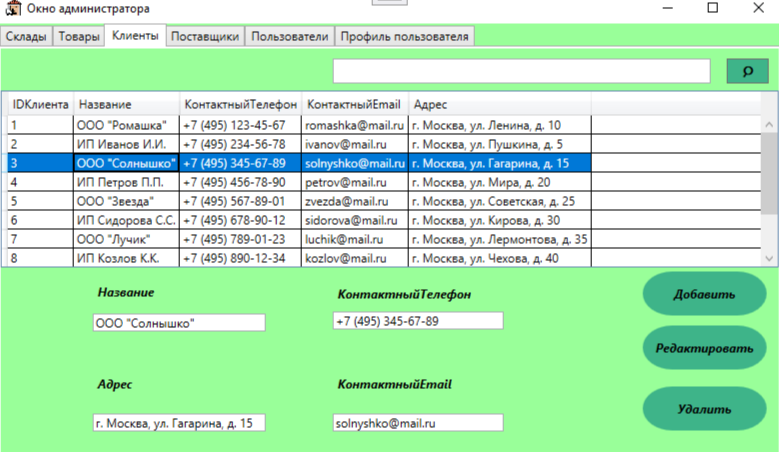 Окно администратора
Склады Товары Клиенты Поставщики Пользователи Профиль пользователя
IDКлиента Название КонтактныйТелефон КонтактныйEmail Адрес
1 ООО "Ромашка" +7 (495) 123-45-67 romashka@mail.ru г. Москва, ул. Ленина, д. 10
2 ИП Иванов И.И. +7 (495) 234-56-78 ivanov@mail.ru г. Москва, ул. Пушкина, д. 5
3 ООО "Солнышко" +7 (495) 345-67-89 solnyshko@mail.ru г. Москва, ул. Гагарина, д. 15
4 ИП Петров П.П. +7 (495) 456-78-90 petrov@mail.ru г. Москва, ул. Мира, д. 20
5 ООО "Звезда" +7 (495) 567-89-01 zvezda@mail.ru г. Москва, ул. Советская, д. 25
6 ИП Сидорова С.С. +7 (495) 678-90-12 sidorova@mail.ru г. Москва, ул. Кирова, д. 30
7 ООО "Лучик" +7 (495) 789-01-23 luchik@mail.ru г. Москва, ул. Лермонтова, д. 35
8 ИП Козлов К.К. +7 (495) 890-12-34 kozlov@mail.ru г. Москва, ул. Чехова, д. 40
Название КонтактныйТелефон Добавить
ООО "Солнышко" +7 (495) 345-67-89
Редактировать
Адрес КонтактныйEmail
Удалить
г. Москва, ул. Гагарина, д. 15 solnyshko@mail.ru